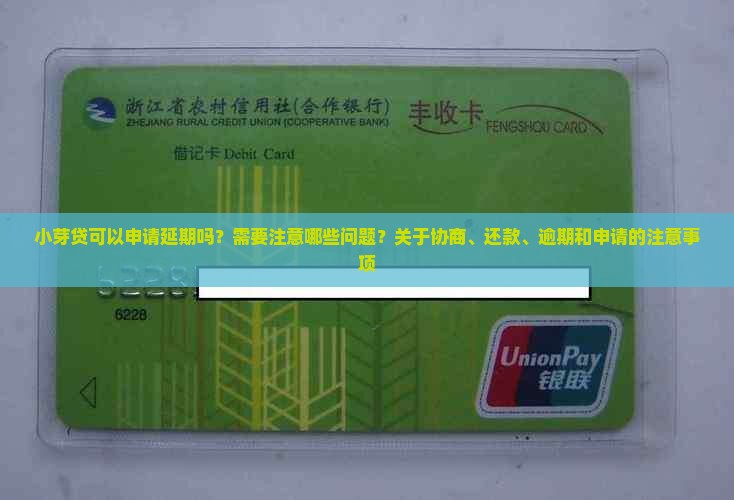 浙江省农村信用社(合作银行)
ZHEJIANG RURAL CREDIT UNION (COOPERATIVE BANK)
丰收卡
FENGSHOU CARD
借记卡 Debit Card
小芽贷可以申请延期吗？需要注意哪些问题？关于协商、还款、逾期和申请的注意事
项
6228
6228
UnionPay
银联